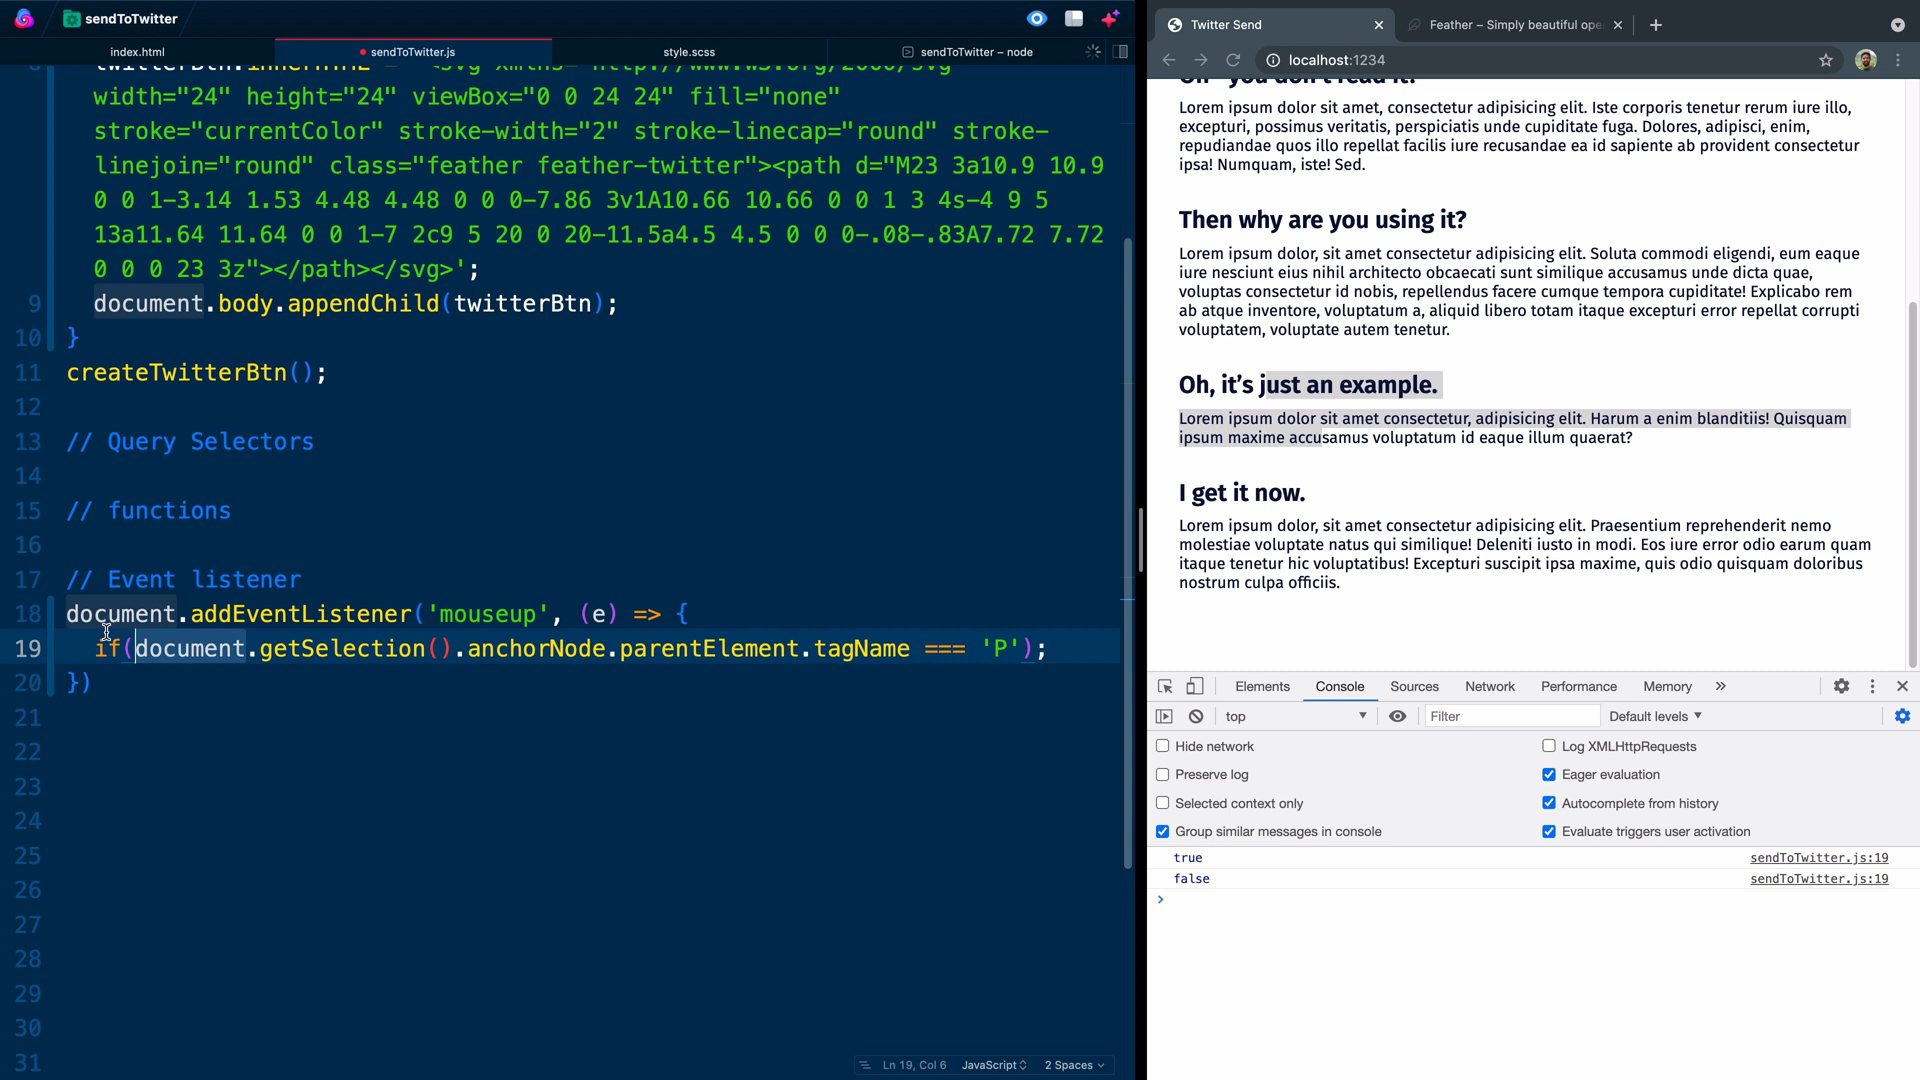 sendToTwitter
index.html
sendToTwitter.js
style.scss
sendToTwitter – node
width="24" height="24" viewBox="0 0 24 24" fill="none"
stroke="currentColor" stroke-width="2" stroke-linecap="round" stroke-
linejoin="round" class="feather feather-twitter"><path d="M23 3a10.9 10.9
0 0 1-3.14 1.53 4.48 4.48 0 0 0-7.86 3v1A10.66 10.66 0 0 1 3 4s-4 9 5
13a11.64 11.64 0 0 1-7 2c9 5 20 0 20-11.5a4.5 4.5 0 0 0-.08-.83A7.72 7.72
0 0 0 23 3z"></path></svg>';
9 document.body.appendChild(twitterBtn);
10 }
11 createTwitterBtn();
12
13 // Query Selectors
14
15 // functions
16
17 // Event listener
18 document.addEventListener('mouseup', (e) => {
19 if(document.getSelection().anchorNode.parentElement.tagName === 'P');
20 })
21
22
23
24
25
26
27
28
29
30
31
Ln 19, Col 6 JavaScript 2 Spaces
Twitter Send
Feather – Simply beautiful ope
localhost:1234
Oh you don't read it?
Lorem ipsum dolor sit amet, consectetur adipisicing elit. Iste corporis tenetur rerum iure illo,
excepturi, possimus veritatis, perspiciatis unde cupiditate fuga. Dolores, adipisci, enim,
repudiandae quos illo repellat facilis iure recusandae ea id sapiente ab provident consectetur
ipsa! Numquam, iste! Sed.
Then why are you using it?
Lorem ipsum dolor, sit amet consectetur adipisicing elit. Soluta commodi eligendi, eum eaque
iure nesciunt eius nihil architecto obcaecati sunt similique accusamus unde dicta quae,
voluptas consectetur id nobis, repellendus facere cumque tempora cupiditate! Explicabo rem
ab atque inventore, voluptatum a, aliquid libero totam itaque excepturi error repellat corrupti
voluptatem, voluptate autem tenetur.
Oh, it’s just an example.
Lorem ipsum dolor sit amet consectetur, adipisicing elit. Harum a enim blanditiis! Quisquam
ipsum maxime accusamus voluptatum id eaque illum quaerat?
I get it now.
Lorem ipsum dolor, sit amet consectetur adipisicing elit. Praesentium reprehenderit nemo
molestiae voluptate natus qui similique! Deleniti iusto in modi. Eos iure error odio earum quam
itaque tenetur hic voluptatibus! Excepturi suscipit ipsa maxime, quis odio quisquam doloribus
nostrum culpa officiis.
Elements Console Sources Network Performance Memory »
top Filter Default levels
Hide network Log XMLHttpRequests
Preserve log Eager evaluation
Selected context only Autocomplete from history
Group similar messages in console Evaluate triggers user activation
true sendToTwitter.js:19
false sendToTwitter.js:19